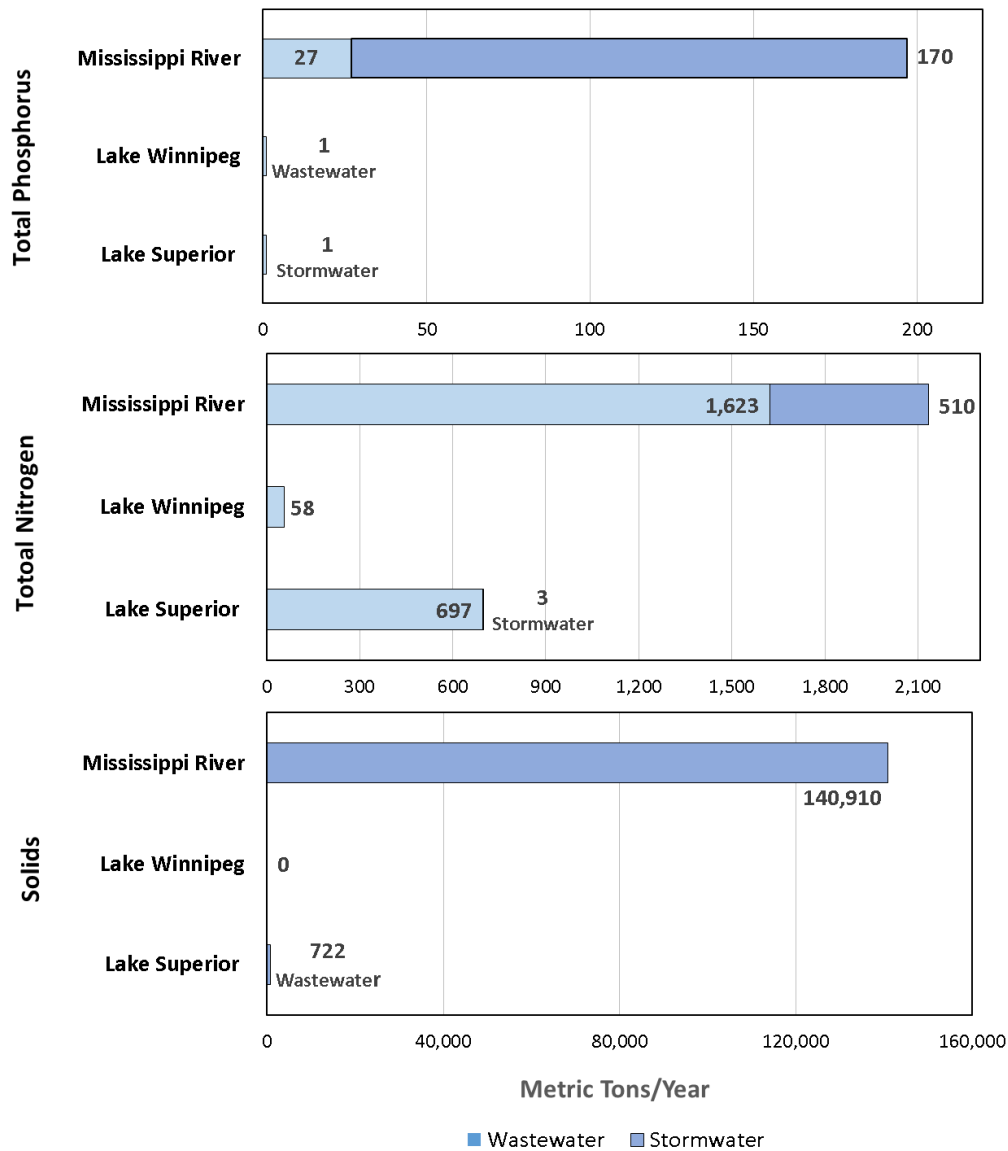 Total Phosphorus
Mississippi River 27 170
Lake Winnipeg 1
Wastewater
Lake Superior 1
Stormwater
0 50 100 150 200
Totoal Nitrogen
Mississippi River 1,623 510
Lake Winnipeg 58
Lake Superior 697 3
Stormwater
0 300 600 900 1,200 1,500 1,800 2,100
Solids
Mississippi River
140,910
Lake Winnipeg 0
Lake Superior 722
Wastewater
0 40,000 80,000 120,000 160,000
Metric Tons/Year
Wastewater Stormwater